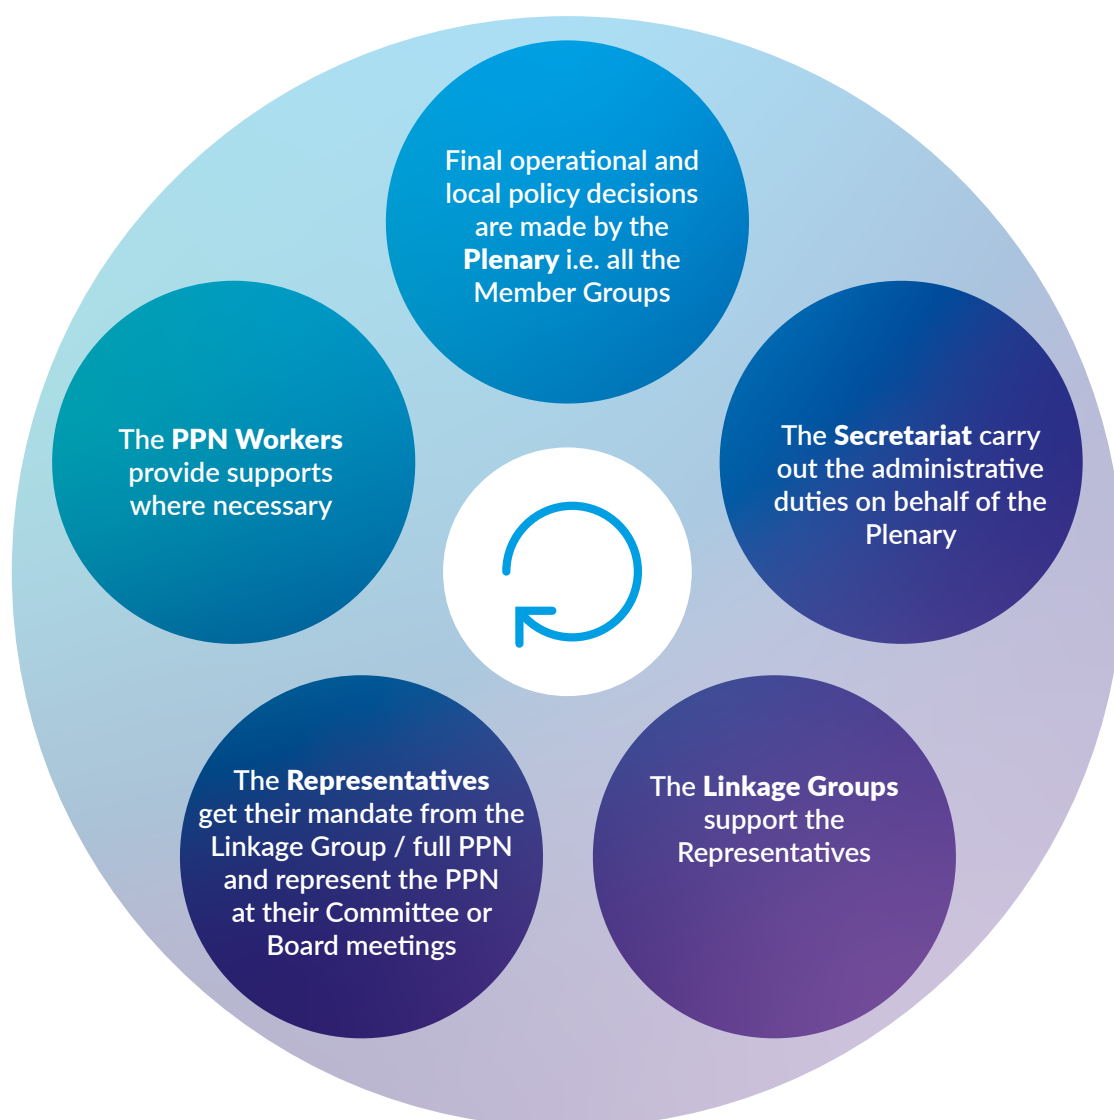 Final operational and
local policy decisions
are made by the
Plenary i.e. all the
Member Groups
The Secretariat carry
out the administrative
duties on behalf of the
Plenary
The Linkage Groups
support the
Representatives
The Representatives
get their mandate from the
Linkage Group / full PPN
and represent the PPN
at their Committee or
Board meetings
The PPN Workers
provide supports
where necessary